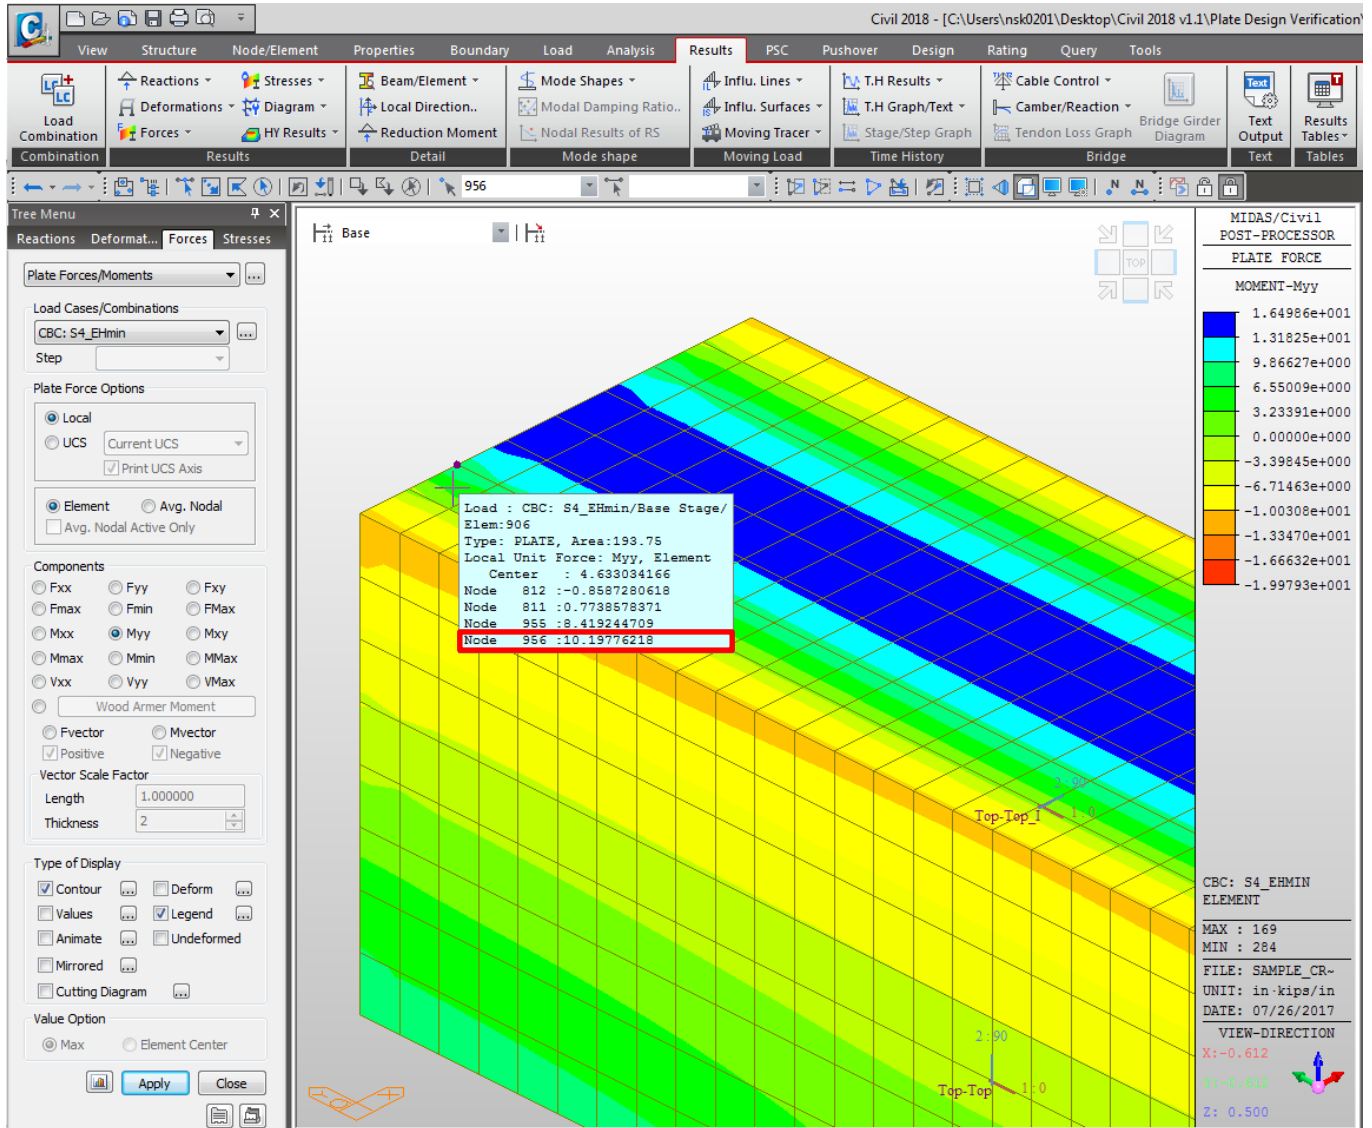 Civil 2018 - [C:\Users\nsk0201\Desktop\Civil 2018 v1.1\Plate Design Verification\
View Structure Node/Element Properties Boundary Load Analysis Results PSC Pushover Design Rating Query Tools
Load Combination
Reactions
Deformations
Forces
Stresses
Diagram
HY Results
Beam/Element
Local Direction..
Reduction Moment
Mode Shapes
Modal Damping Ratio..
Nodal Results of RS
Influ. Lines
Influ. Surfaces
Moving Tracer
T.H Results
T.H Graph/Text
Stage/Step Graph
Cable Control
Camber/Reaction
Tendon Loss Graph
Bridge Girder Diagram
Text
Text Output
Results Tables
Combination Results Detail Mode shape Moving Load Time History Bridge Text Tables
956
Tree Menu
Reactions Deformat... Forces Stresses
Plate Forces/Moments ...
Load Cases/Combinations
CBC: S4_EHmin ...
Step
Plate Force Options
Local
UCS Current UCS
Print UCS Axis
Element Avg. Nodal
Avg. Nodal Active Only
Components
Fxx Fyy Fxy
Fmax Fmin FMax
Mxx Myy Mxy
Mmax Mmin MMax
Vxx Vyy VMax
Wood Armer Moment
Fvector Mvector
Positive Negative
Vector Scale Factor
Length 1.000000
Thickness 2
Type of Display
Contour ... Deform ...
Values ... Legend ...
Animate ... Undeformed
Mirrored ...
Cutting Diagram ...
Value Option
Max Element Center
Apply Close
Base
TOP
Load : CBC: S4_EHmin/Base Stage/
Elem:906
Type: PLATE, Area:193.75
Local Unit Force: Myy, Element
Center : 4.633034166
Node 812 :-0.8587280618
Node 811 :0.7738578371
Node 955 :8.419244709
Node 956 :10.19776218
2:90
Top-Top_I 1:0
2:90
Top-Top 1:0
MIDAS/Civil
POST-PROCESSOR
PLATE FORCE
MOMENT-Myy
1.64986e+001
1.31825e+001
9.86627e+000
6.55009e+000
3.23391e+000
0.00000e+000
-3.39845e+000
-6.71463e+000
-1.00308e+001
-1.33470e+001
-1.66632e+001
-1.99793e+001
CBC: S4_EHMIN
ELEMENT
MAX : 169
MIN : 284
FILE: SAMPLE_CR~
UNIT: in·kips/in
DATE: 07/26/2017
VIEW-DIRECTION
X:-0.612
Y:-0.612
Z: 0.500